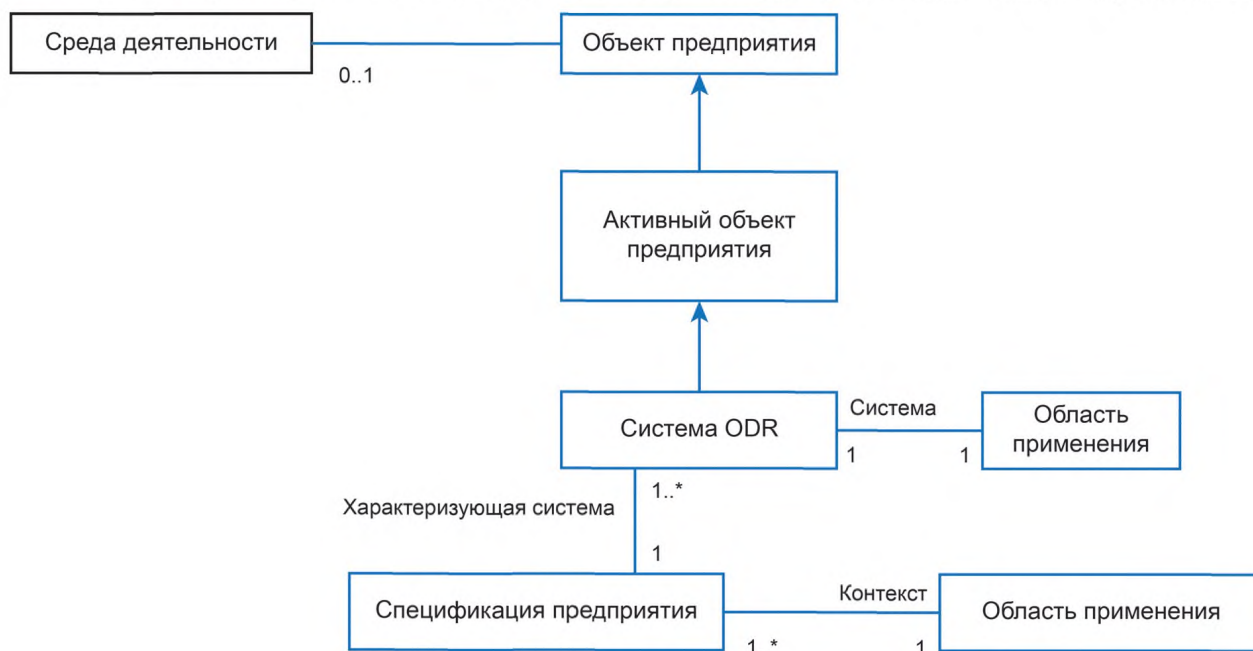 Среда деятельности
Объект предприятия
0..1
Активный объект
предприятия
Система ODR
Система
1
1
Область
применения
1..*
Характеризующая система
1
Спецификация предприятия
Контекст
Область применения
1..*
1